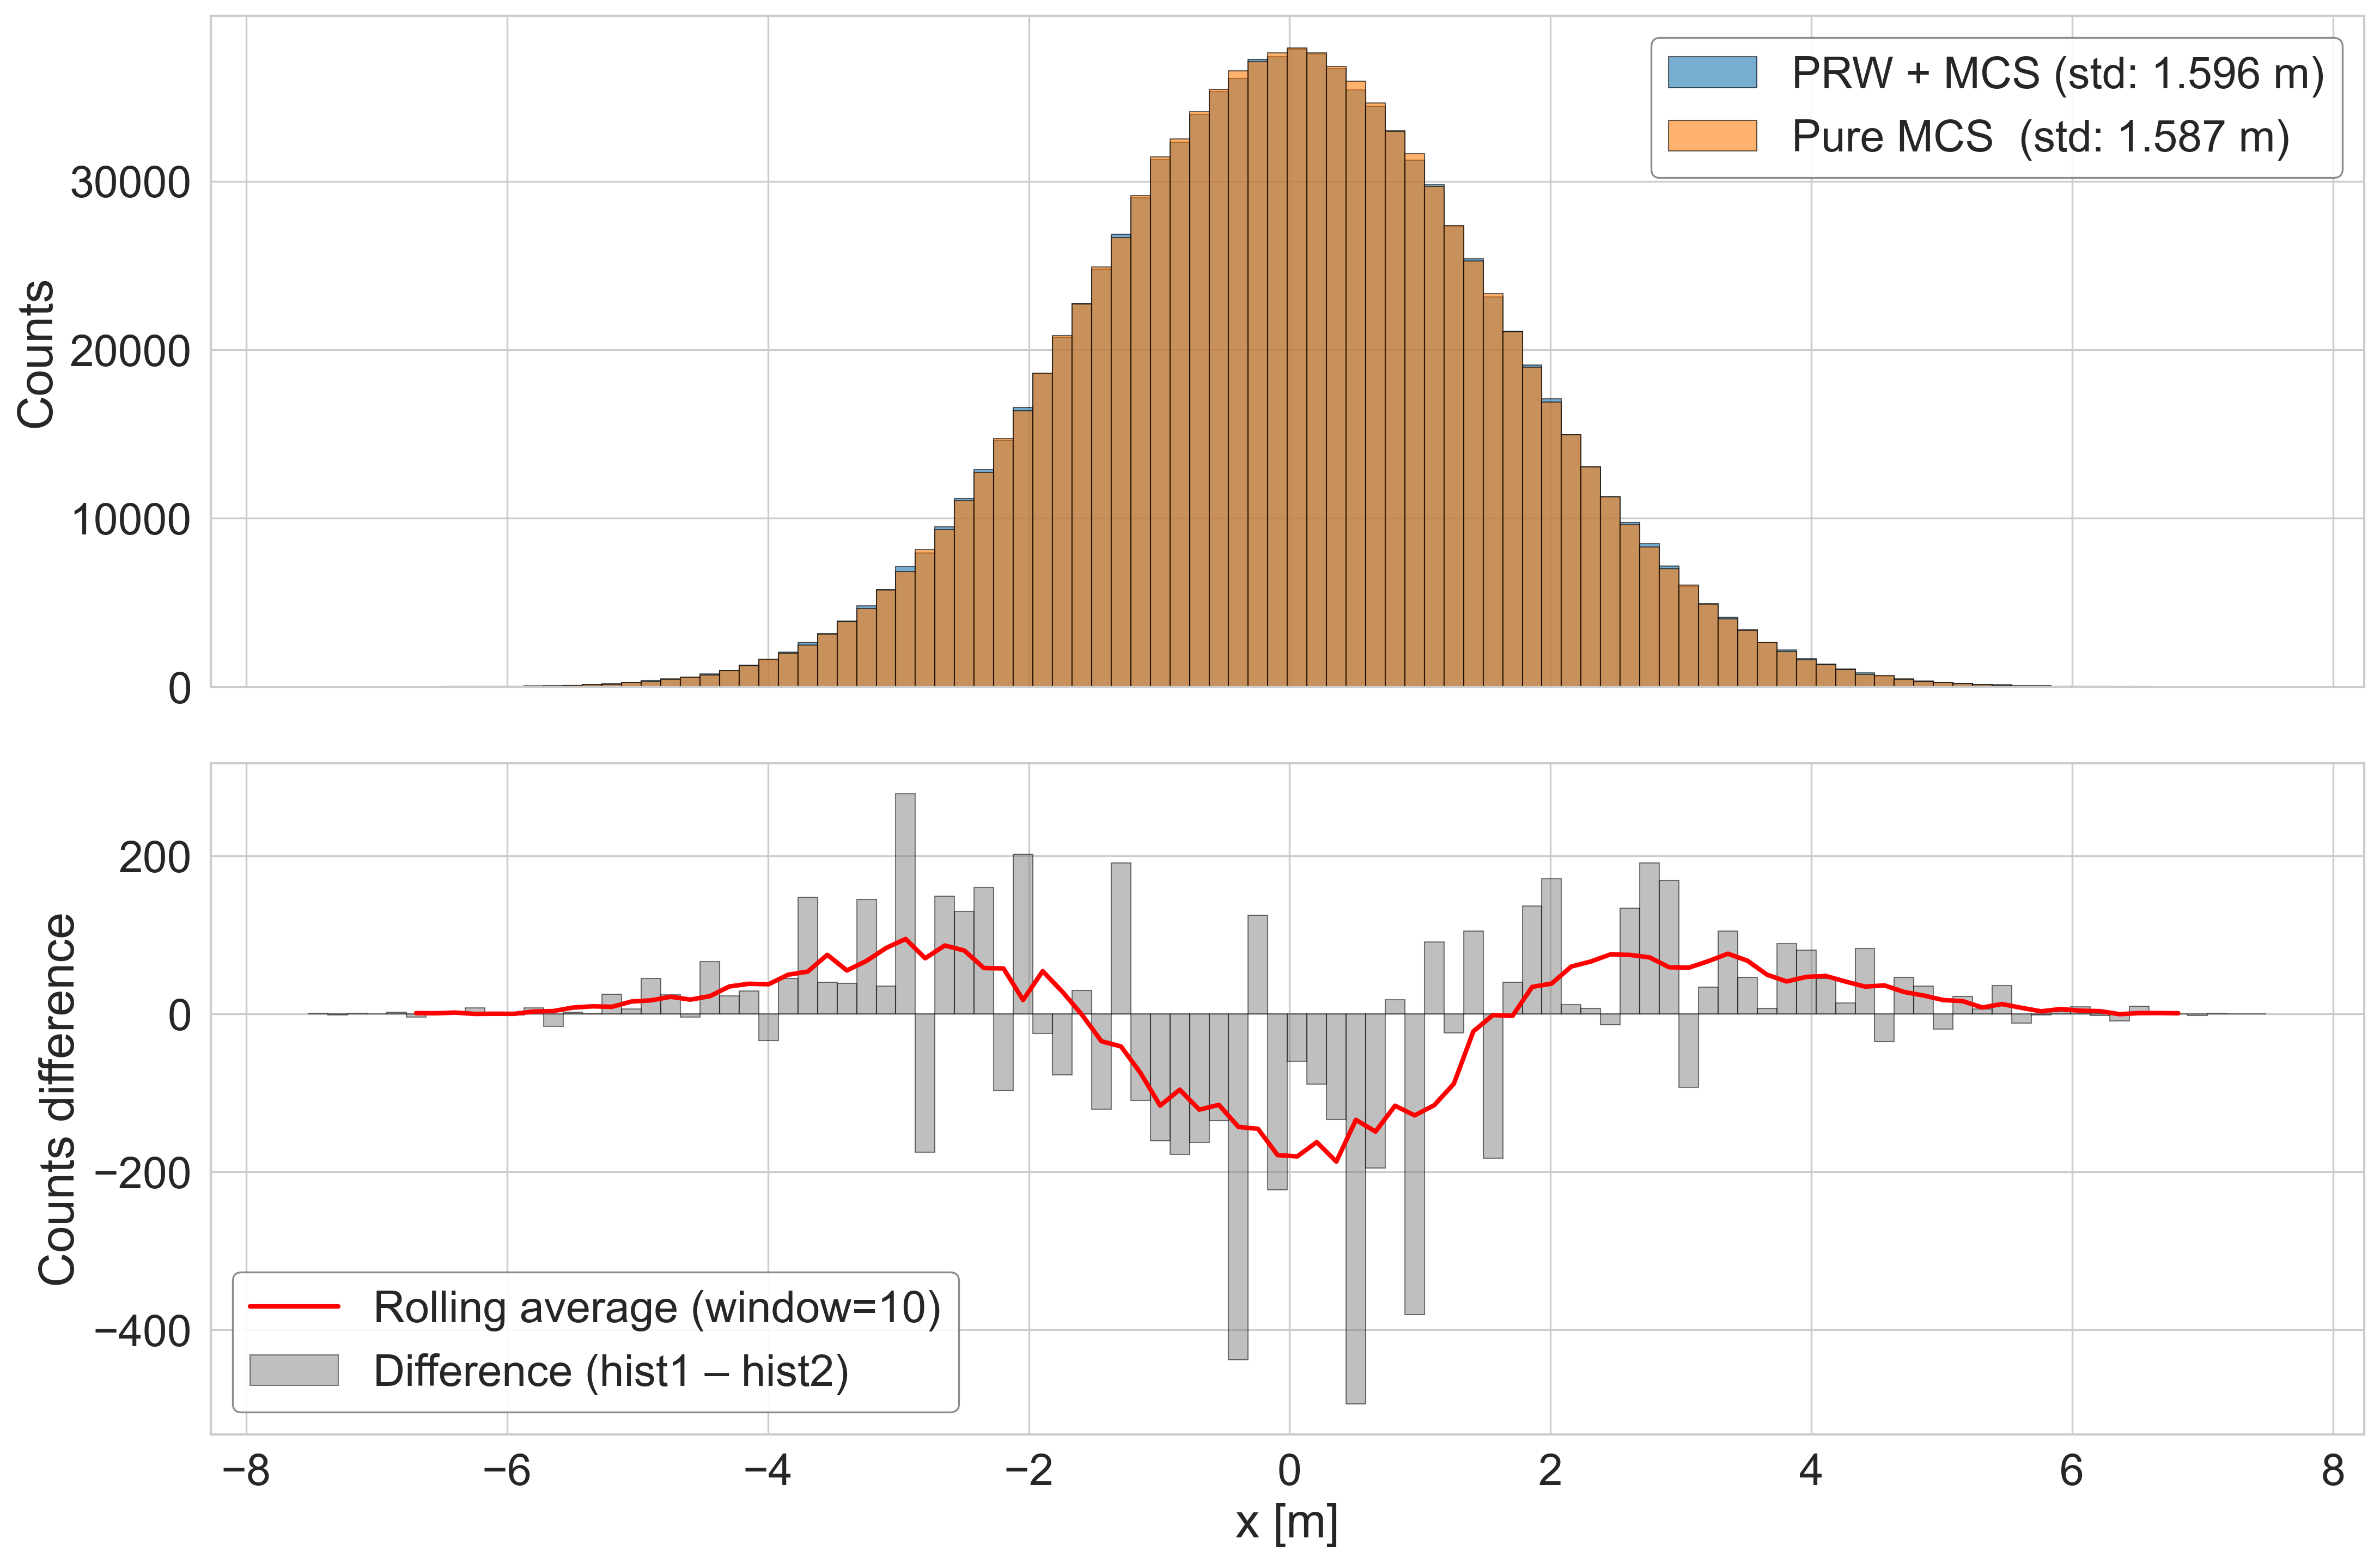 PRW + MCS (std: 1.596 m)
Pure MCS  (std: 1.587 m)
Counts
30000
20000
10000
0
Counts difference
200
0
−200
−400
Rolling average (window=10)
Difference (hist1 – hist2)
−8 −6 −4 −2 0 2 4 6 8
x [m]